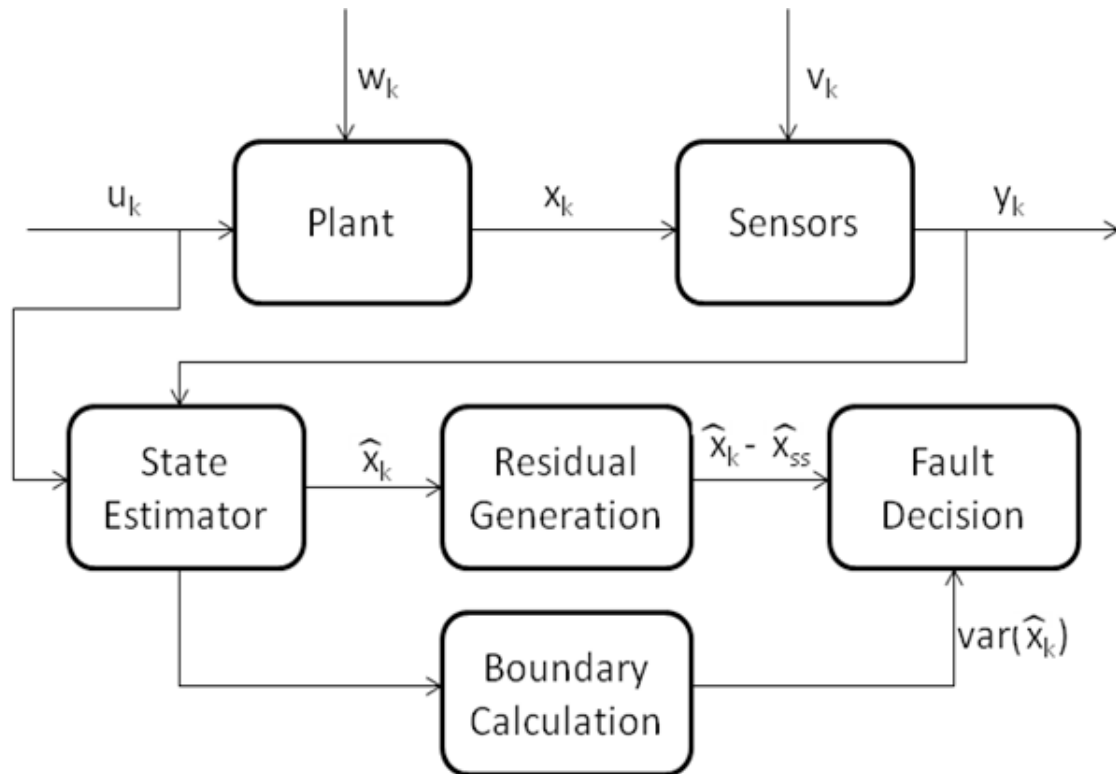 w_k
v_k
u_k
Plant
x_k
Sensors
y_k
State
Estimator
x̂_k
Residual
Generation
x̂_k - x̂_ss
Fault
Decision
Boundary
Calculation
var(x̂_k)